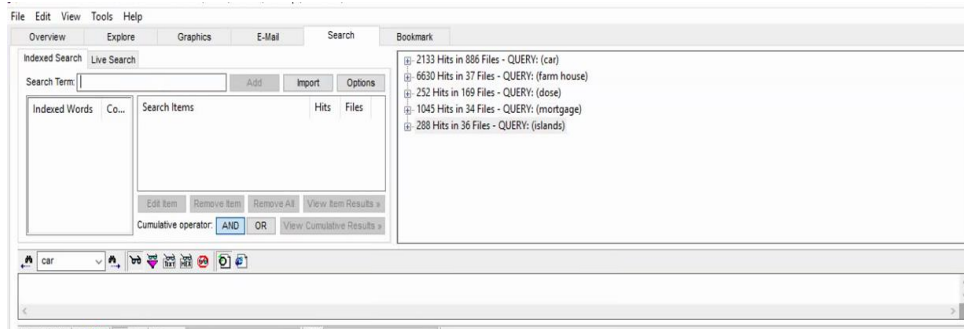 File Edit View Tools Help
Overview Explore Graphics E-Mail Search Bookmark
Indexed Search Live Search
Search Term: Add Import Options
Indexed Words Co... Search Items Hits Files
Edit Item Remove Item Remove All View Item Results »
Cumulative operator: AND OR View Cumulative Results »
2133 Hits in 886 Files - QUERY: (car)
6630 Hits in 37 Files - QUERY: (farm house)
252 Hits in 169 Files - QUERY: (dose)
1045 Hits in 34 Files - QUERY: (mortgage)
288 Hits in 36 Files - QUERY: (islands)
car TEXT HEX